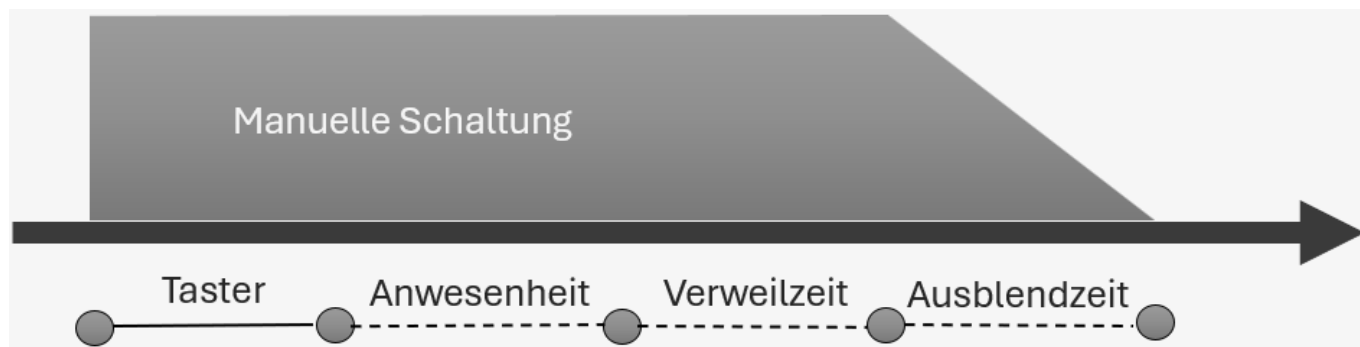 Manuelle Schaltung
Taster
Anwesenheit
Verweilzeit
Ausblendzeit